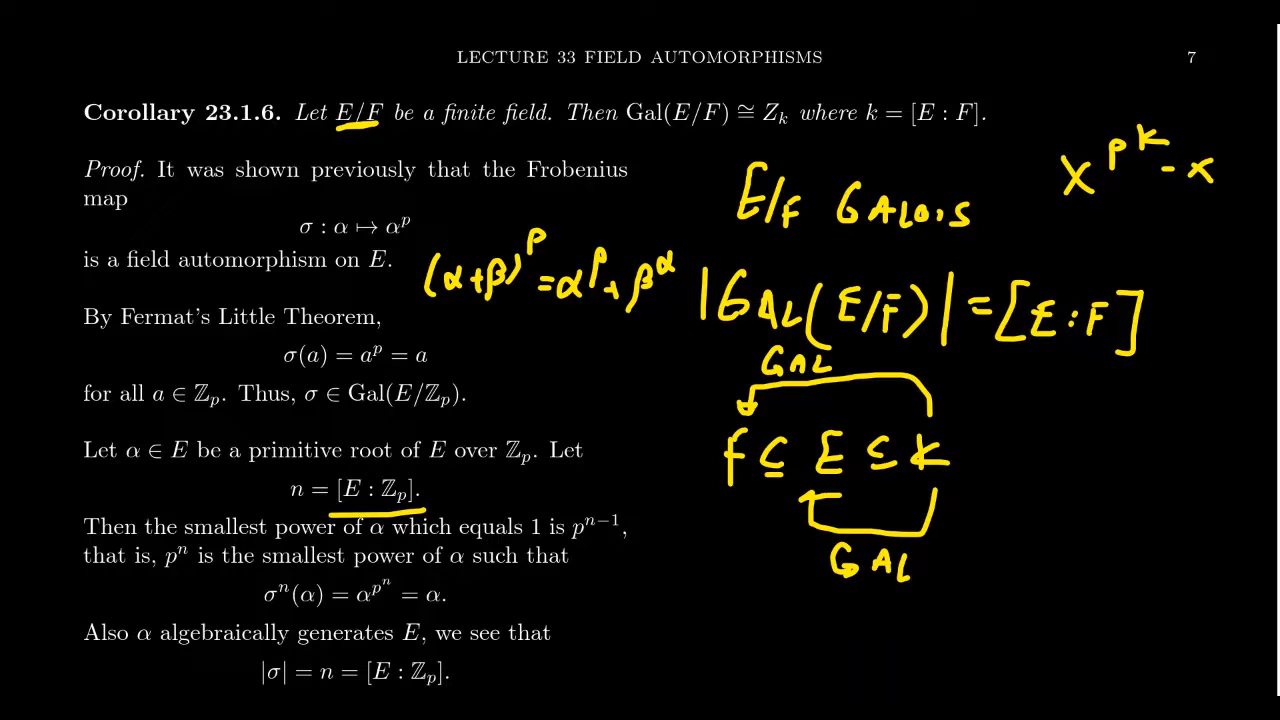 LECTURE 33 FIELD AUTOMORPHISMS 7
Corollary 23.1.6. Let E/F be a finite field. Then Gal(E/F) ≅ Z_k where k = [E : F].
Proof. It was shown previously that the Frobenius
map
σ : α ↦ α^p
is a field automorphism on E.
By Fermat's Little Theorem,
σ(a) = a^p = a
for all a ∈ ℤ_p. Thus, σ ∈ Gal(E/ℤ_p).
Let α ∈ E be a primitive root of E over ℤ_p. Let
n = [E : ℤ_p].
Then the smallest power of α which equals 1 is p^{n−1},
that is, p^n is the smallest power of α such that
σ^n(α) = α^{p^n} = α.
Also α algebraically generates E, we see that
|σ| = n = [E : ℤ_p].
x^{p^k} - x
E/F GALOIS
(α+β)^p = α^p + β^α
|GAL(E/F)| = [E : F]
GAL
F ⊆ E ⊆ K
GAL